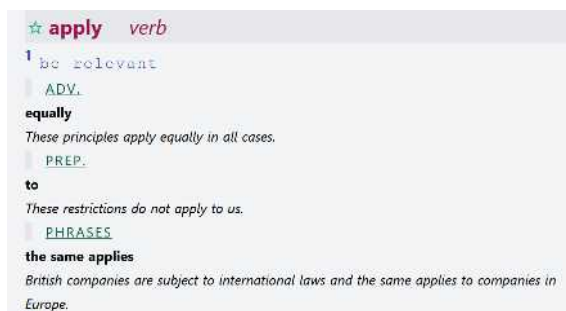 ☆ apply verb
1 be relevant
ADV.
equally
These principles apply equally in all cases.
PREP.
to
These restrictions do not apply to us.
PHRASES
the same applies
British companies are subject to international laws and the same applies to companies in
Europe.